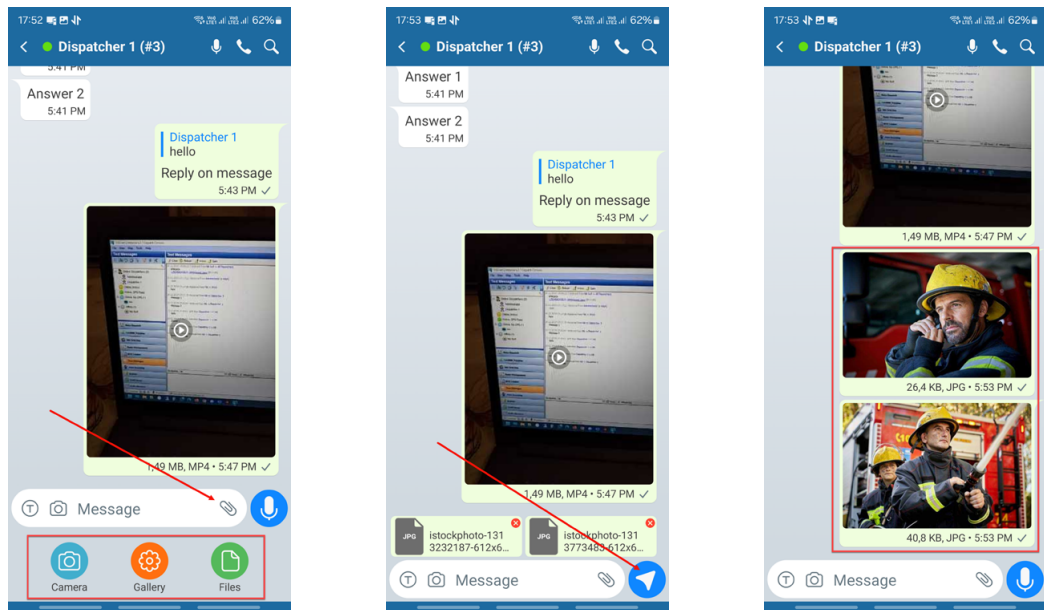 17:52
62%
Dispatcher 1 (#3)
5:41 PM
Answer 2
5:41 PM
Dispatcher 1
hello
Reply on message
5:43 PM
1,49 MB, MP4 • 5:47 PM
T
Message
Camera
Gallery
Files
17:53
62%
Dispatcher 1 (#3)
Answer 1
5:41 PM
Answer 2
5:41 PM
Dispatcher 1
hello
Reply on message
5:43 PM
1,49 MB, MP4 • 5:47 PM
JPG
istockphoto-131
3232187-612x6...
JPG
istockphoto-131
3773483-612x6...
T
Message
17:53
62%
Dispatcher 1 (#3)
1,49 MB, MP4 • 5:47 PM
26,4 KB, JPG • 5:53 PM
40,8 KB, JPG • 5:53 PM
T
Message